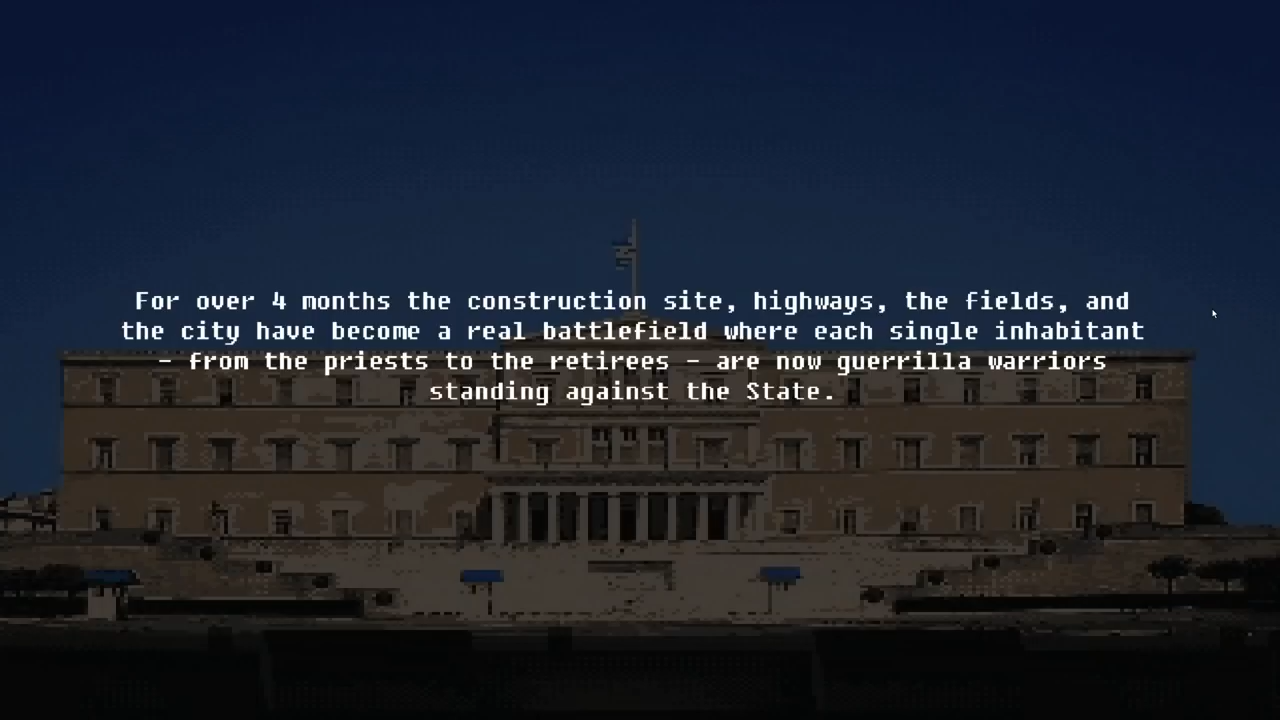 For over 4 months the construction site, highways, the fields, and
the city have become a real battlefield where each single inhabitant
- from the priests to the retirees - are now guerrilla warriors
standing against the State.